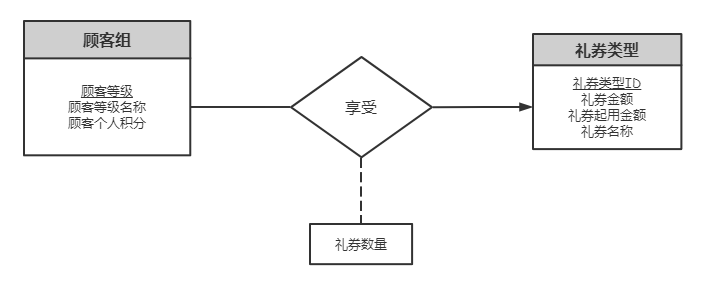 顾客组
顾客等级
顾客等级名称
顾客个人积分
享受
礼券类型
礼券类型ID
礼券金额
礼券起用金额
礼券名称
礼券数量